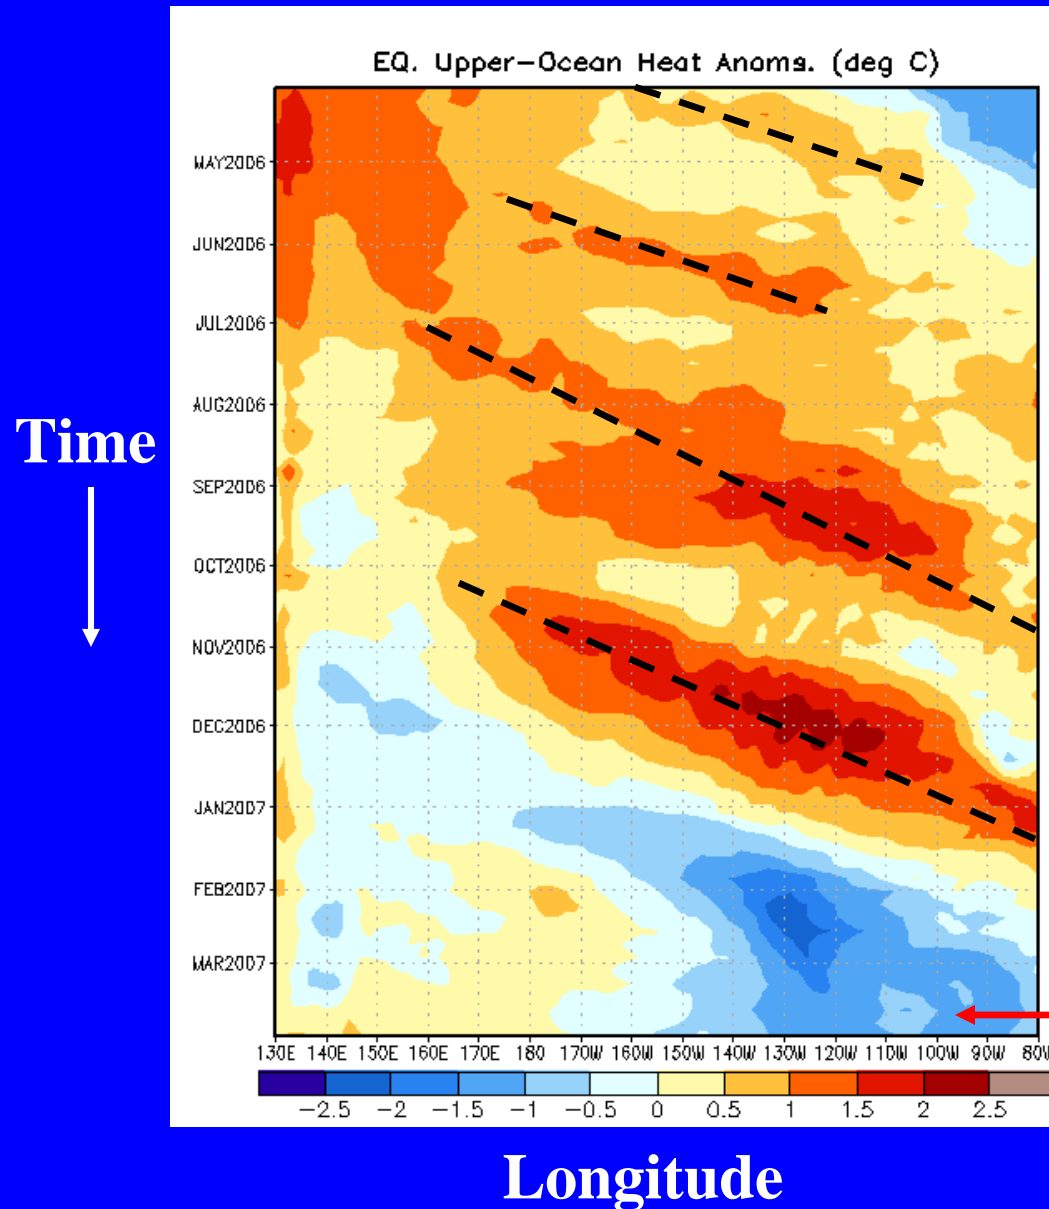 EQ. Upper-Ocean Heat Anoms. (deg C)
MAY2006
JUN2006
JUL2006
AUG2006
SEP2006
OCT2006
NOV2006
DEC2006
JAN2007
FEB2007
MAR2007
Time
130E 140E 150E 160E 170E 180 170W 160W 150W 140W 130W 120W 110W 100W 90W 80W
-2.5 -2 -1.5 -1 -0.5 0 0.5 1 1.5 2 2.5
Longitude